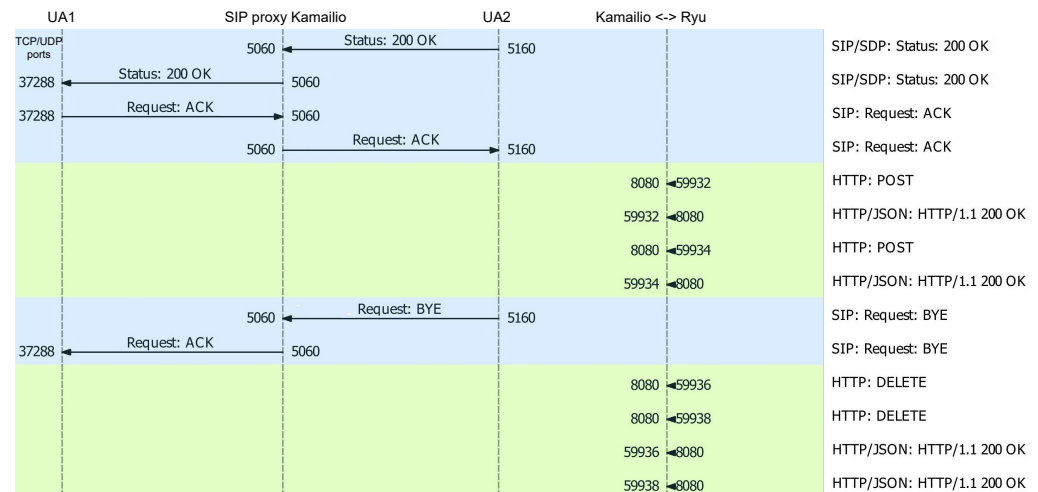 UA1 SIP proxy Kamailio UA2 Kamailio <-> Ryu
TCP/UDP
ports
5060 Status: 200 OK 5160 SIP/SDP: Status: 200 OK
37288 Status: 200 OK 5060 SIP/SDP: Status: 200 OK
37288 Request: ACK 5060 SIP: Request: ACK
5060 Request: ACK 5160 SIP: Request: ACK
8080 59932 HTTP: POST
59932 8080 HTTP/JSON: HTTP/1.1 200 OK
8080 59934 HTTP: POST
59934 8080 HTTP/JSON: HTTP/1.1 200 OK
5060 Request: BYE 5160 SIP: Request: BYE
37288 Request: ACK 5060 SIP: Request: BYE
8080 59936 HTTP: DELETE
8080 59938 HTTP: DELETE
59936 8080 HTTP/JSON: HTTP/1.1 200 OK
59938 8080 HTTP/JSON: HTTP/1.1 200 OK